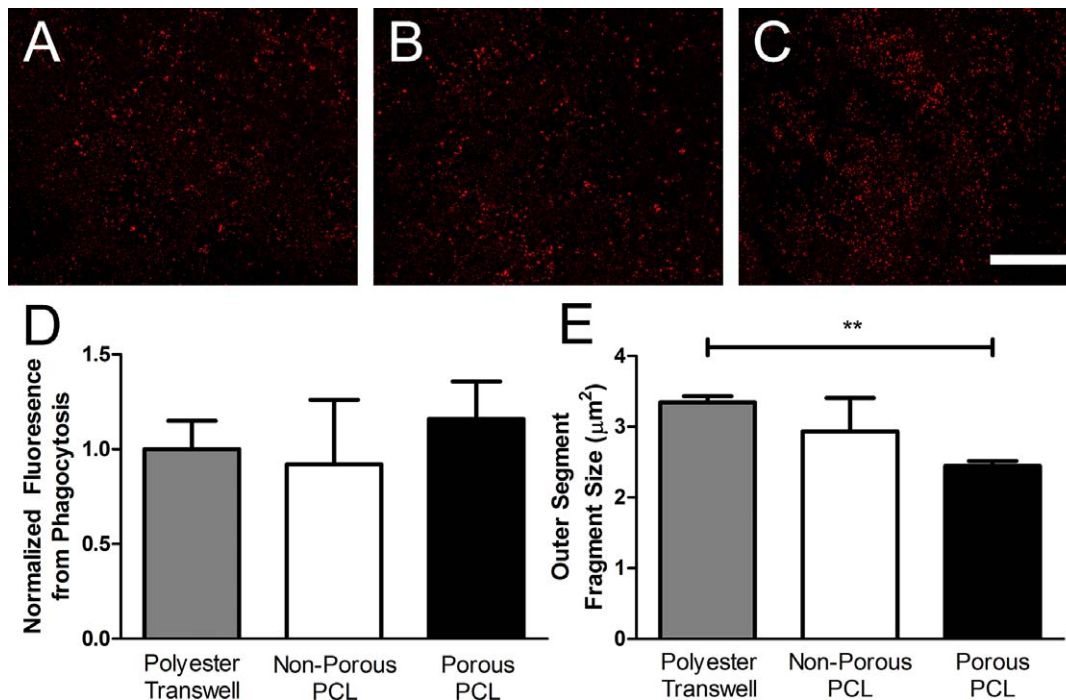 A
B
C
D
Normalized Fluoresence
from Phagocytosis
1.5
1.0
0.5
0.0
Polyester
Transwell
Non-Porous
PCL
Porous
PCL
E
**
Outer Segment
Fragment Size (μm²)
4
3
2
1
0
Polyester
Transwell
Non-Porous
PCL
Porous
PCL